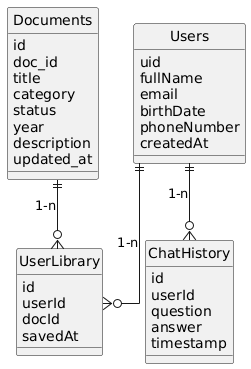 Documents
id
doc_id
title
category
status
year
description
updated_at
Users
uid
fullName
email
birthDate
phoneNumber
createdAt
1-n
1-n
1-n
UserLibrary
id
userId
docId
savedAt
ChatHistory
id
userId
question
answer
timestamp